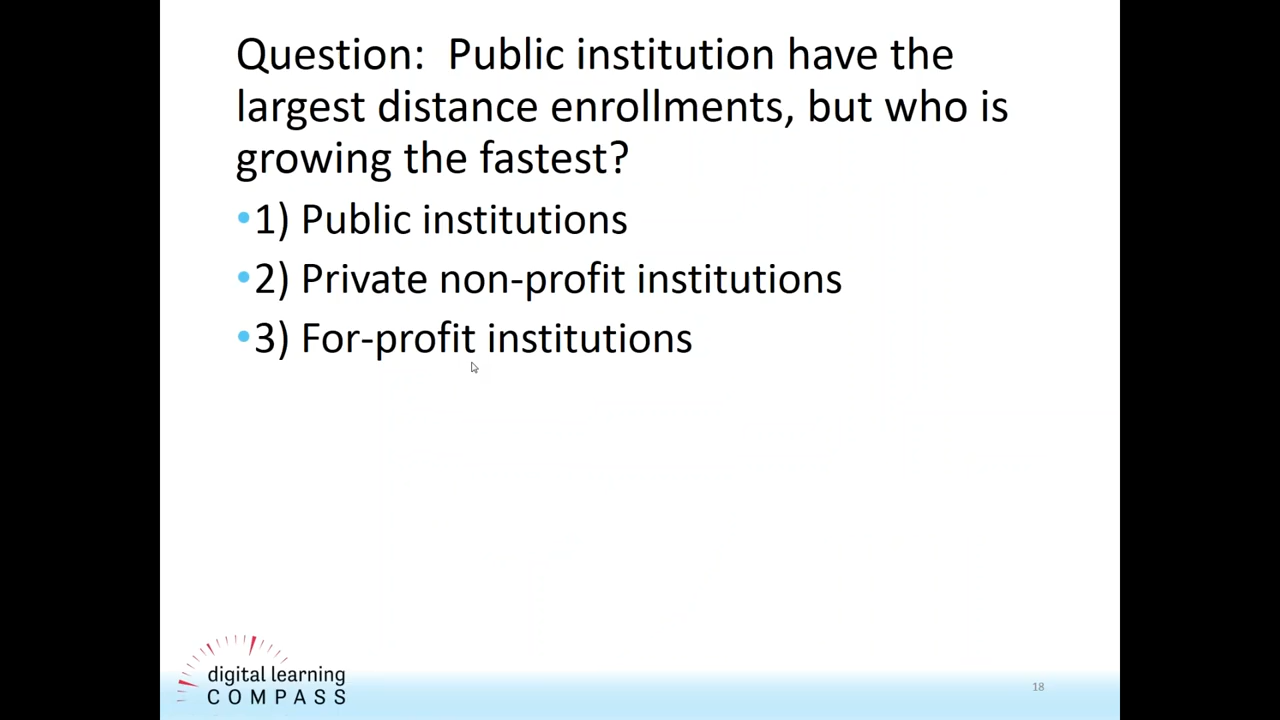 Question:  Public institution have the
largest distance enrollments, but who is
growing the fastest?
•1) Public institutions
•2) Private non-profit institutions
•3) For-profit institutions
digital learning
COMPASS
18